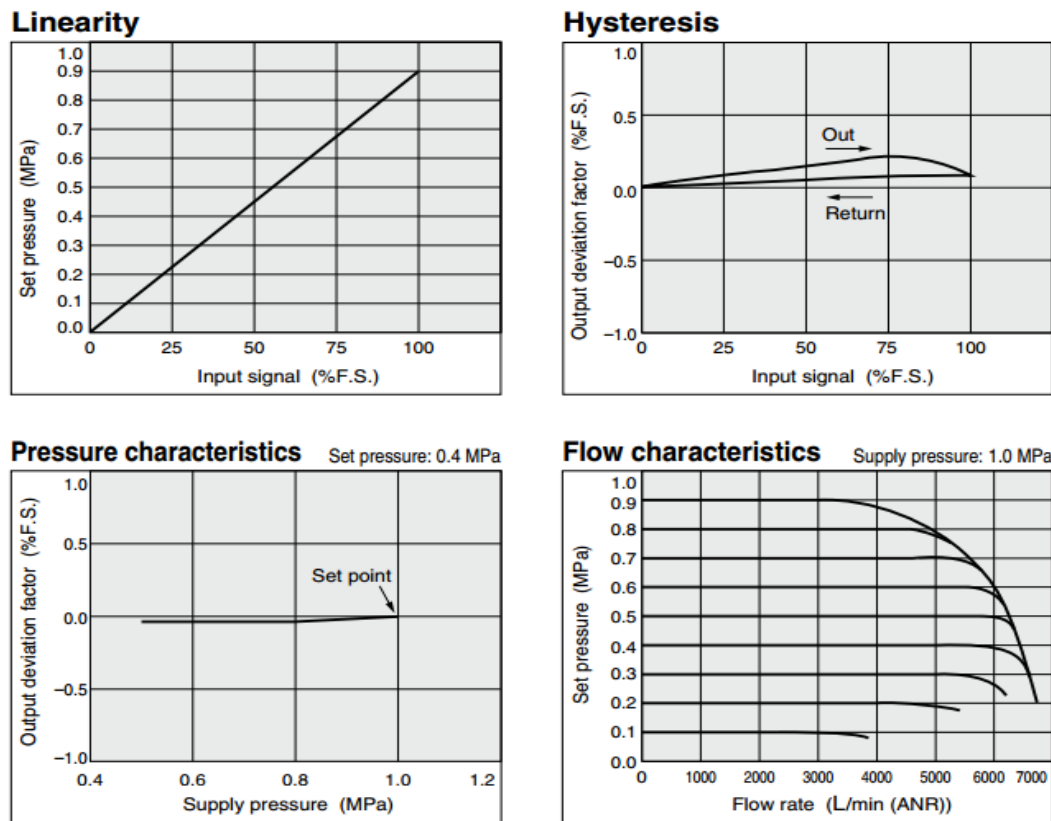 Linearity
Set pressure (MPa)
1.0
0.9
0.8
0.7
0.6
0.5
0.4
0.3
0.2
0.1
0.0
0 25 50 75 100
Input signal (%F.S.)
Hysteresis
Output deviation factor (%F.S.)
1.0
0.5
0.0
−0.5
−1.0
Out
Return
0 25 50 75 100
Input signal (%F.S.)
Pressure characteristics Set pressure: 0.4 MPa
Output deviation factor (%F.S.)
1.0
0.5
0.0
−0.5
−1.0
Set point
0.4 0.6 0.8 1.0 1.2
Supply pressure (MPa)
Flow characteristics Supply pressure: 1.0 MPa
Set pressure (MPa)
1.0
0.9
0.8
0.7
0.6
0.5
0.4
0.3
0.2
0.1
0.0
0 1000 2000 3000 4000 5000 6000 7000
Flow rate (L/min (ANR))